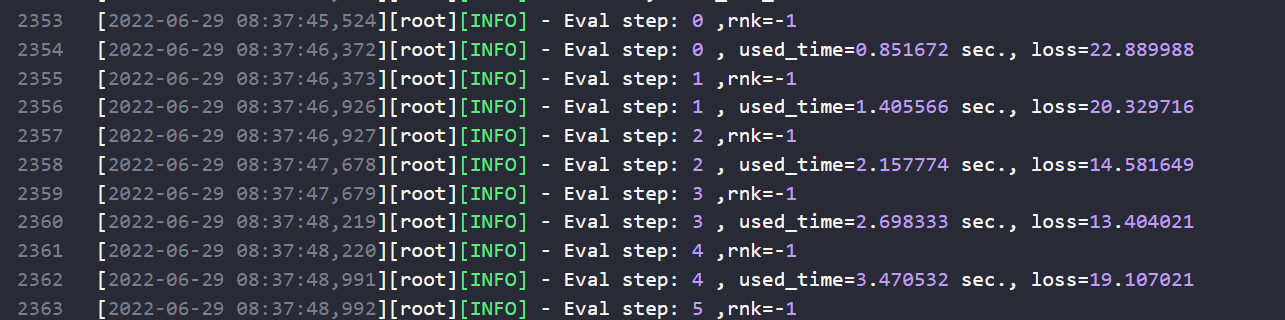 2353 [2022-06-29 08:37:45,524][root][INFO] - Eval step: 0 ,rnk=-1
2354 [2022-06-29 08:37:46,372][root][INFO] - Eval step: 0 , used_time=0.851672 sec., loss=22.889988
2355 [2022-06-29 08:37:46,373][root][INFO] - Eval step: 1 ,rnk=-1
2356 [2022-06-29 08:37:46,926][root][INFO] - Eval step: 1 , used_time=1.405566 sec., loss=20.329716
2357 [2022-06-29 08:37:46,927][root][INFO] - Eval step: 2 ,rnk=-1
2358 [2022-06-29 08:37:47,678][root][INFO] - Eval step: 2 , used_time=2.157774 sec., loss=14.581649
2359 [2022-06-29 08:37:47,679][root][INFO] - Eval step: 3 ,rnk=-1
2360 [2022-06-29 08:37:48,219][root][INFO] - Eval step: 3 , used_time=2.698333 sec., loss=13.404021
2361 [2022-06-29 08:37:48,220][root][INFO] - Eval step: 4 ,rnk=-1
2362 [2022-06-29 08:37:48,991][root][INFO] - Eval step: 4 , used_time=3.470532 sec., loss=19.107021
2363 [2022-06-29 08:37:48,992][root][INFO] - Eval step: 5 ,rnk=-1